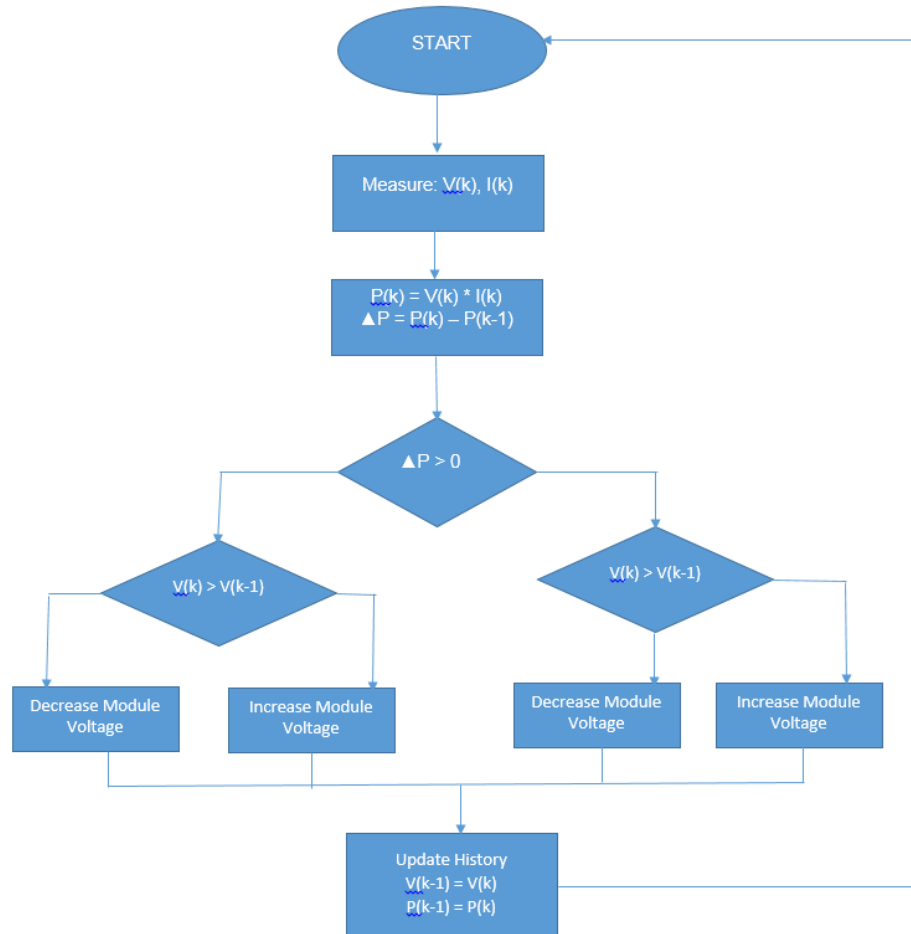 START
Measure: V(k), I(k)
P(k) = V(k) * I(k)
▲P = P(k) – P(k-1)
▲P > 0
V(k) > V(k-1)
V(k) > V(k-1)
Decrease Module
Voltage
Increase Module
Voltage
Decrease Module
Voltage
Increase Module
Voltage
Update History
V(k-1) = V(k)
P(k-1) = P(k)